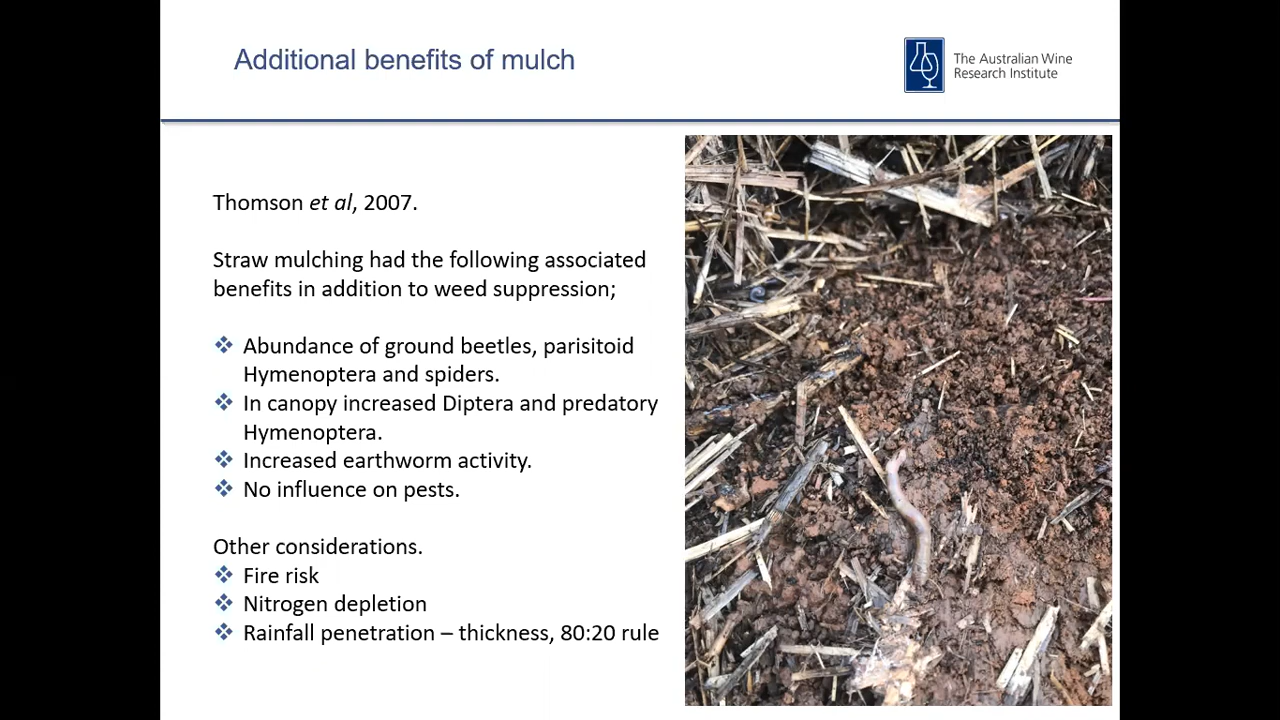 Additional benefits of mulch
The Australian Wine
Research Institute
Thomson et al, 2007.
Straw mulching had the following associated
benefits in addition to weed suppression;
❖ Abundance of ground beetles, parisitoid
Hymenoptera and spiders.
❖ In canopy increased Diptera and predatory
Hymenoptera.
❖ Increased earthworm activity.
❖ No influence on pests.
Other considerations.
❖ Fire risk
❖ Nitrogen depletion
❖ Rainfall penetration – thickness, 80:20 rule